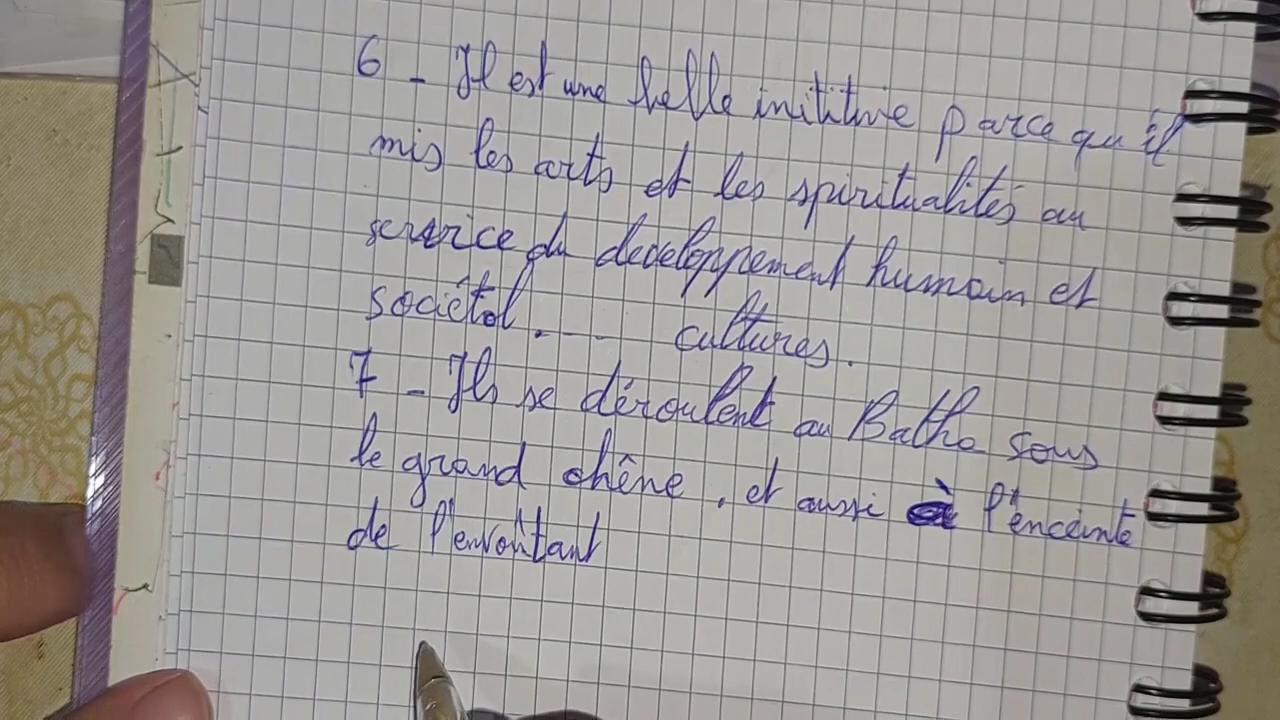 6 - Il est une belle inititive parce qu'il
mis les arts et les spiritualités au
service du developpement humain et
sociétal. - - - cultures.
7 - Ils se déroulent au Batha sous
le grand chêne, et aussi à l'enceinte
de l'envoûtant